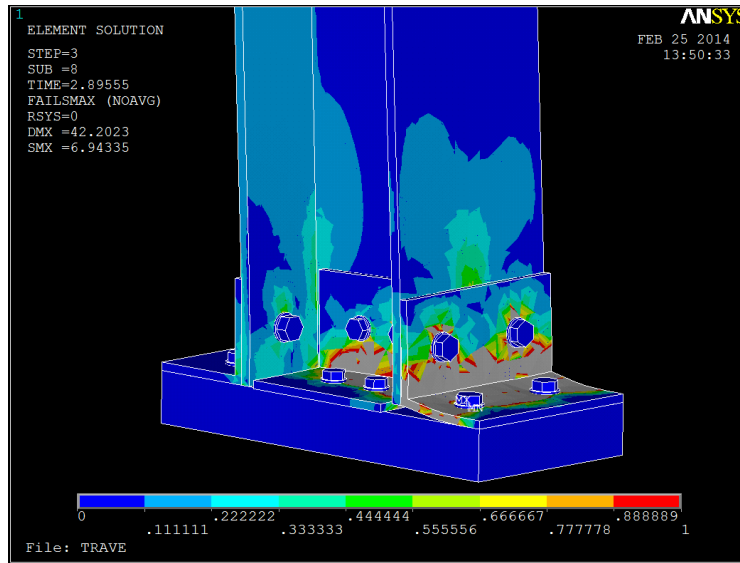 1
ANSYS
ELEMENT SOLUTION
FEB 25 2014
13:50:33
STEP=3
SUB =8
TIME=2.89555
FAILSMAX (NOAVG)
RSYS=0
DMX =42.2023
SMX =6.94335
MX
MN
0 .222222 .444444 .666667 .888889
.111111 .333333 .555556 .777778 1
File: TRAVE